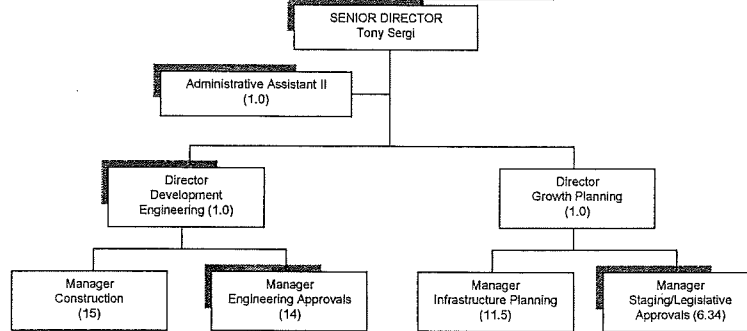 SENIOR DIRECTOR
Tony Sergi
Administrative Assistant II
(1.0)
Director
Development
Engineering (1.0)
Director
Growth Planning
(1.0)
Manager
Construction
(15)
Manager
Engineering Approvals
(14)
Manager
Infrastructure Planning
(11.5)
Manager
Staging/Legislative
Approvals (6.34)